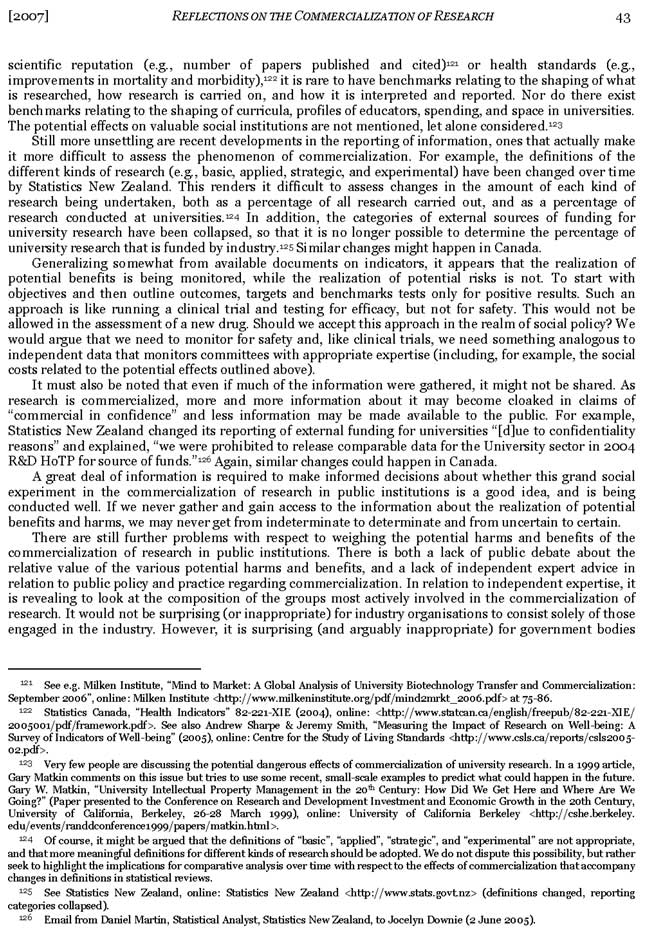 [2007] REFLECTIONS ON THE COMMERCIALIZATION OF RESEARCH 43
scientific reputation (e.g., number of papers published and cited)121 or health standards (e.g.,
improvements in mortality and morbidity),122 it is rare to have benchmarks relating to the shaping of what
is researched, how research is carried on, and how it is interpreted and reported. Nor do there exist
benchmarks relating to the shaping of curricula, profiles of educators, spending, and space in universities.
The potential effects on valuable social institutions are not mentioned, let alone considered.123
Still more unsettling are recent developments in the reporting of information, ones that actually make
it more difficult to assess the phenomenon of commercialization. For example, the definitions of the
different kinds of research (e.g., basic, applied, strategic, and experimental) have been changed over time
by Statistics New Zealand. This renders it difficult to assess changes in the amount of each kind of
research being undertaken, both as a percentage of all research carried out, and as a percentage of
research conducted at universities.124 In addition, the categories of external sources of funding for
university research have been collapsed, so that it is no longer possible to determine the percentage of
university research that is funded by industry.125 Similar changes might happen in Canada.
Generalizing somewhat from available documents on indicators, it appears that the realization of
potential benefits is being monitored, while the realization of potential risks is not. To start with
objectives and then outline outcomes, targets and benchmarks tests only for positive results. Such an
approach is like running a clinical trial and testing for efficacy, but not for safety. This would not be
allowed in the assessment of a new drug. Should we accept this approach in the realm of social policy? We
would argue that we need to monitor for safety and, like clinical trials, we need something analogous to
independent data that monitors committees with appropriate expertise (including, for example, the social
costs related to the potential effects outlined above).
It must also be noted that even if much of the information were gathered, it might not be shared. As
research is commercialized, more and more information about it may become cloaked in claims of
“commercial in confidence” and less information may be made available to the public. For example,
Statistics New Zealand changed its reporting of external funding for universities “[d]ue to confidentiality
reasons” and explained, “we were prohibited to release comparable data for the University sector in 2004
R&D HoTP for source of funds.”126 Again, similar changes could happen in Canada.
A great deal of information is required to make informed decisions about whether this grand social
experiment in the commercialization of research in public institutions is a good idea, and is being
conducted well. If we never gather and gain access to the information about the realization of potential
benefits and harms, we may never get from indeterminate to determinate and from uncertain to certain.
There are still further problems with respect to weighing the potential harms and benefits of the
commercialization of research in public institutions. There is both a lack of public debate about the
relative value of the various potential harms and benefits, and a lack of independent expert advice in
relation to public policy and practice regarding commercialization. In relation to independent expertise, it
is revealing to look at the composition of the groups most actively involved in the commercialization of
research. It would not be surprising (or inappropriate) for industry organisations to consist solely of those
engaged in the industry. However, it is surprising (and arguably inappropriate) for government bodies
121 See e.g. Milken Institute, “Mind to Market: A Global Analysis of University Biotechnology Transfer and Commercialization:
September 2006”, online: Milken Institute <http://www.milkeninstitute.org/pdf/mind2mrkt_2006.pdf> at 75-86.
122 Statistics Canada, “Health Indicators” 82-221-XIE (2004), online: <http://www.statcan.ca/english/freepub/82-221-XIE/
2005001/pdf/framework.pdf>. See also Andrew Sharpe & Jeremy Smith, “Measuring the Impact of Research on Well-being: A
Survey of Indicators of Well-being” (2005), online: Centre for the Study of Living Standards <http://www.csls.ca/reports/csls2005-
02.pdf>.
123 Very few people are discussing the potential dangerous effects of commercialization of university research. In a 1999 article,
Gary Matkin comments on this issue but tries to use some recent, small-scale examples to predict what could happen in the future.
Gary W. Matkin, “University Intellectual Property Management in the 20th Century: How Did We Get Here and Where Are We
Going?” (Paper presented to the Conference on Research and Development Investment and Economic Growth in the 20th Century,
University of California, Berkeley, 26-28 March 1999), online: University of California Berkeley <http://cshe.berkeley.
edu/events/randdconference1999/papers/matkin.html>.
124 Of course, it might be argued that the definitions of “basic”, “applied”, “strategic”, and “experimental” are not appropriate,
and that more meaningful definitions for different kinds of research should be adopted. We do not dispute this possibility, but rather
seek to highlight the implications for comparative analysis over time with respect to the effects of commercialization that accompany
changes in definitions in statistical reviews.
125 See Statistics New Zealand, online: Statistics New Zealand <http://www.stats.govt.nz> (definitions changed, reporting
categories collapsed).
126 Email from Daniel Martin, Statistical Analyst, Statistics New Zealand, to Jocelyn Downie (2 June 2005).